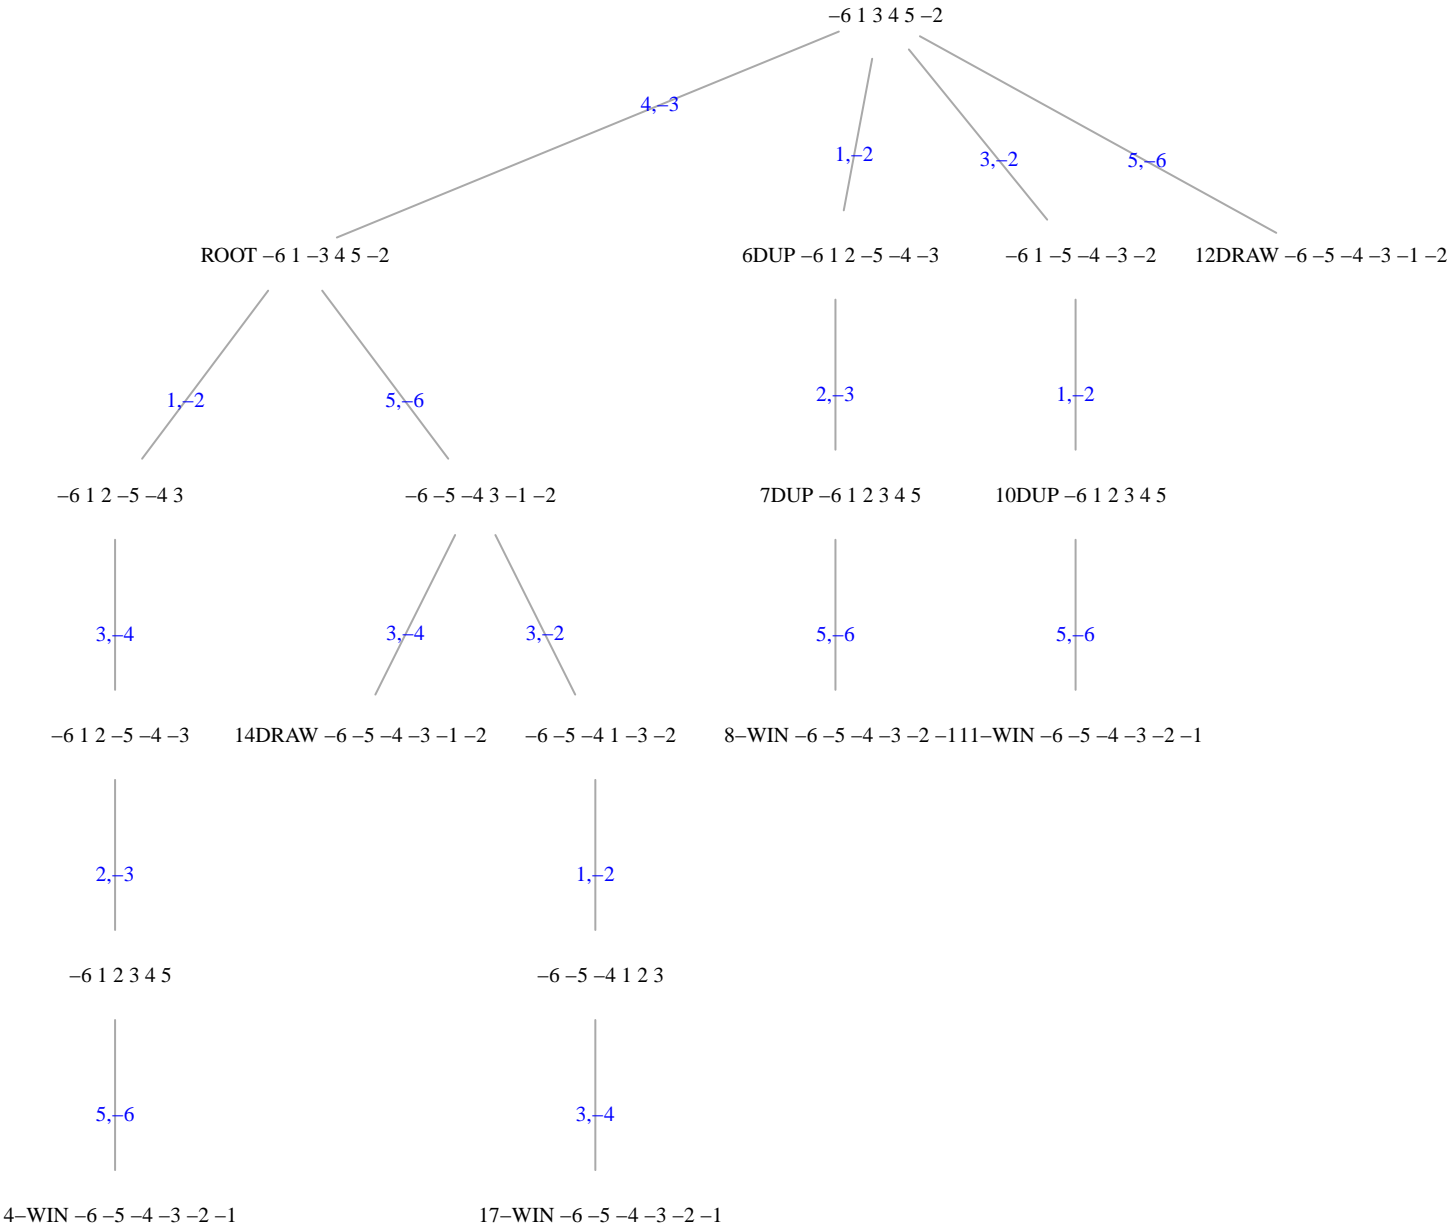 −6 1 3 4 5 −2
4,−3
1,−2
3,−2
5,−6
ROOT −6 1 −3 4 5 −2
6DUP −6 1 2 −5 −4 −3
−6 1 −5 −4 −3 −2
12DRAW −6 −5 −4 −3 −1 −2
1,−2
5,−6
2,−3
1,−2
−6 1 2 −5 −4 3
−6 −5 −4 3 −1 −2
7DUP −6 1 2 3 4 5
10DUP −6 1 2 3 4 5
3,−4
3,−4
3,−2
5,−6
5,−6
−6 1 2 −5 −4 −3
14DRAW −6 −5 −4 −3 −1 −2
−6 −5 −4 1 −3 −2
8−WIN −6 −5 −4 −3 −2 −1
11−WIN −6 −5 −4 −3 −2 −1
2,−3
1,−2
−6 1 2 3 4 5
−6 −5 −4 1 2 3
5,−6
3,−4
4−WIN −6 −5 −4 −3 −2 −1
17−WIN −6 −5 −4 −3 −2 −1